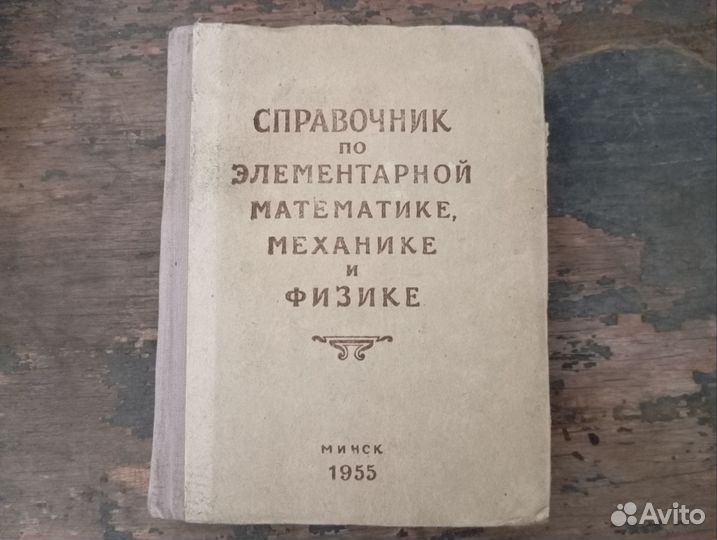 СПРАВОЧНИК
ПО
ЭЛЕМЕНТАРНОЙ
МАТЕМАТИКЕ,
МЕХАНИКЕ
И
ФИЗИКЕ
МИНСК
1955
Avito